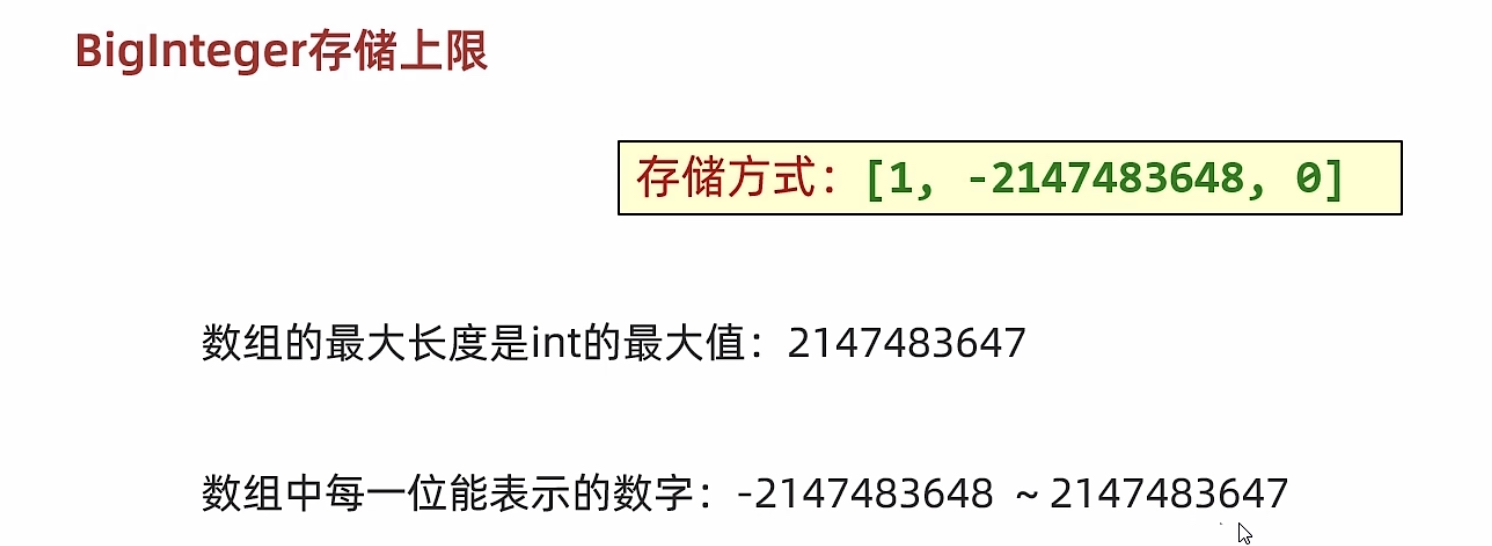 BigInteger存储上限
存储方式：[1, -2147483648, 0]
数组的最大长度是int的最大值：2147483647
数组中每一位能表示的数字：-2147483648 ~ 2147483647